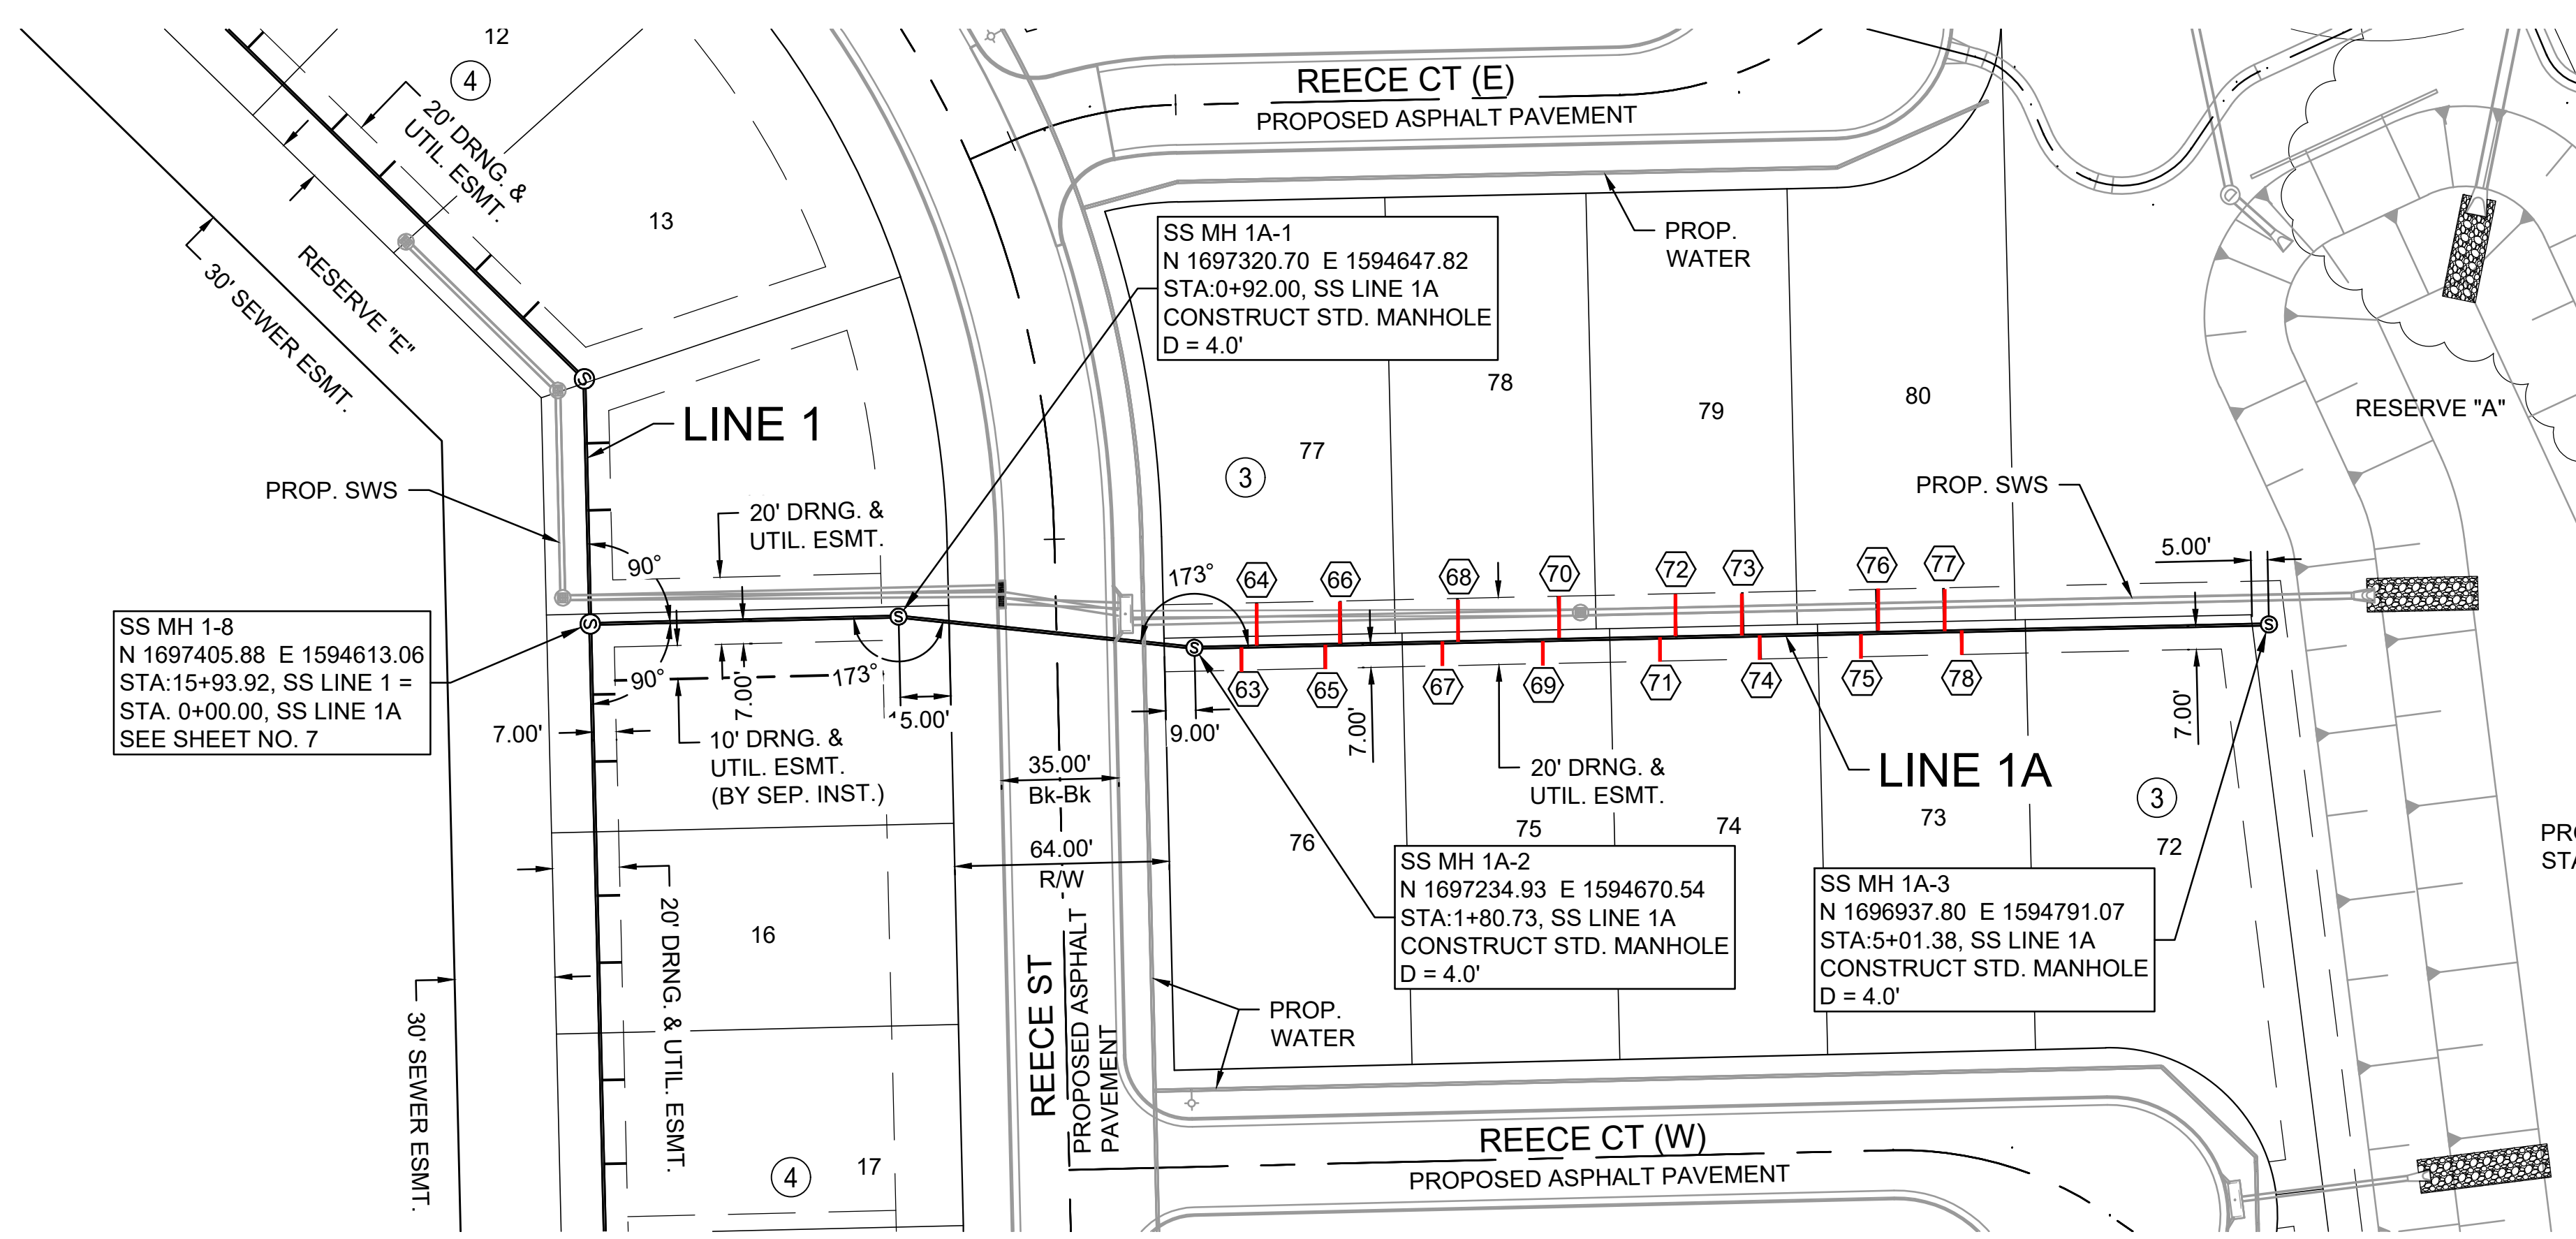 12
4
20' DRNG. &
UTIL. ESMT.
13
RESERVE "E"
30' SEWER ESMT.
REECE CT (E)
PROPOSED ASPHALT PAVEMENT
PROP.
WATER
SS MH 1A-1
N 1697320.70 E 1594647.82
STA:0+92.00, SS LINE 1A
CONSTRUCT STD. MANHOLE
D = 4.0'
LINE 1
PROP. SWS
20' DRNG. &
UTIL. ESMT.
77
78
79
80
3
PROP. SWS
RESERVE "A"
5.00'
90°
173°
64
66
68
70
72
73
76
77
SS MH 1-8
N 1697405.88 E 1594613.06
STA:15+93.92, SS LINE 1 =
STA. 0+00.00, SS LINE 1A
SEE SHEET NO. 7
90°
173°
63
65
67
69
71
74
75
78
7.00'
7.00'
15.00'
9.00'
7.00'
7.00'
10' DRNG. &
UTIL. ESMT.
(BY SEP. INST.)
35.00'
Bk-Bk
64.00'
R/W
20' DRNG. &
UTIL. ESMT.
LINE 1A
3
76
75
74
73
72
PR
STA
SS MH 1A-2
N 1697234.93 E 1594670.54
STA:1+80.73, SS LINE 1A
CONSTRUCT STD. MANHOLE
D = 4.0'
SS MH 1A-3
N 1696937.80 E 1594791.07
STA:5+01.38, SS LINE 1A
CONSTRUCT STD. MANHOLE
D = 4.0'
16
20' DRNG. & UTIL. ESMT.
30' SEWER ESMT.
REECE ST
PROPOSED ASPHALT
PAVEMENT
PROP.
WATER
4
17
REECE CT (W)
PROPOSED ASPHALT PAVEMENT